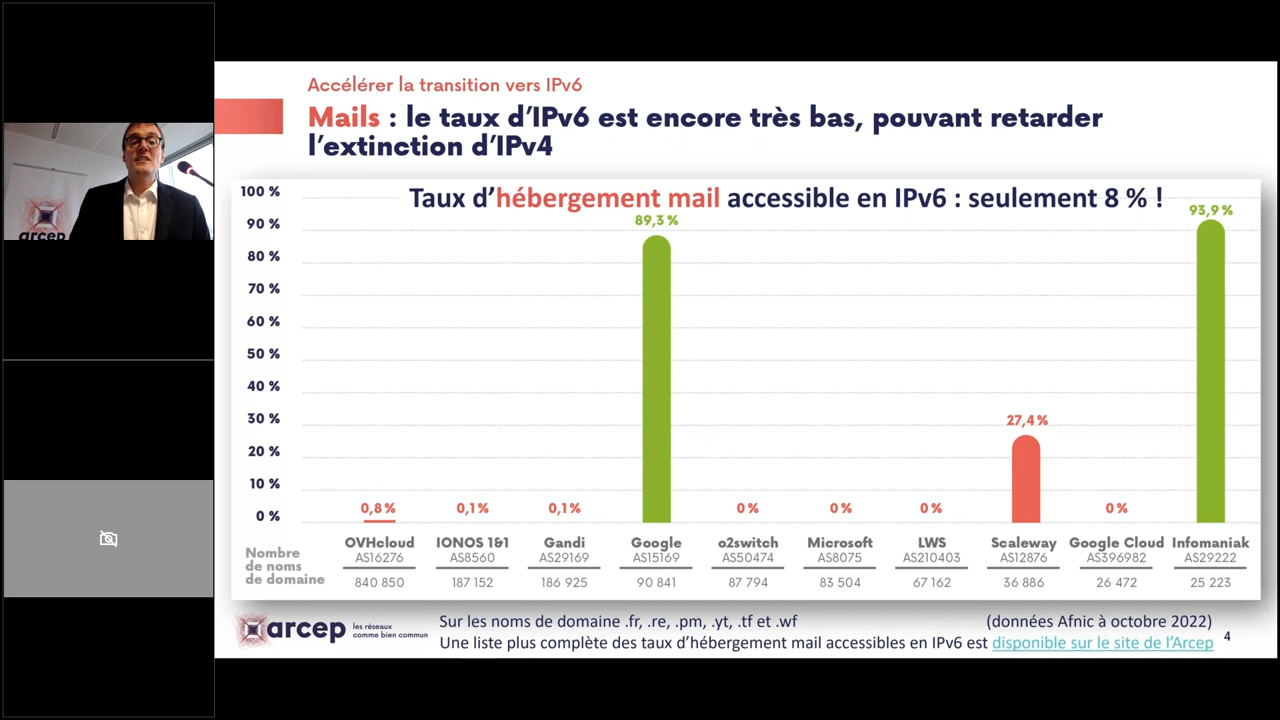 Accélérer la transition vers IPv6
Mails : le taux d'IPv6 est encore très bas, pouvant retarder
l'extinction d'IPv4
Taux d'hébergement mail accessible en IPv6 : seulement 8 % !
100 %
90 %
80 %
70 %
60 %
50 %
40 %
30 %
20 %
10 %
0 %
0,8 %
0,1 %
0,1 %
89,3 %
0 %
0 %
0 %
27,4 %
0 %
93,9 %
OVHcloud IONOS 1&1 Gandi Google o2switch Microsoft LWS Scaleway Google Cloud Infomaniak
AS16276 AS8560 AS29169 AS15169 AS50474 AS8075 AS210403 AS12876 AS396982 AS29222
Nombre
de noms
de domaine
840 850 187 152 186 925 90 841 87 794 83 504 67 162 36 886 26 472 25 223
arcep
les réseaux
comme bien commun
Sur les noms de domaine .fr, .re, .pm, .yt, .tf et .wf
(données Afnic à octobre 2022)
Une liste plus complète des taux d'hébergement mail accessibles en IPv6 est disponible sur le site de l'Arcep
4
arcep